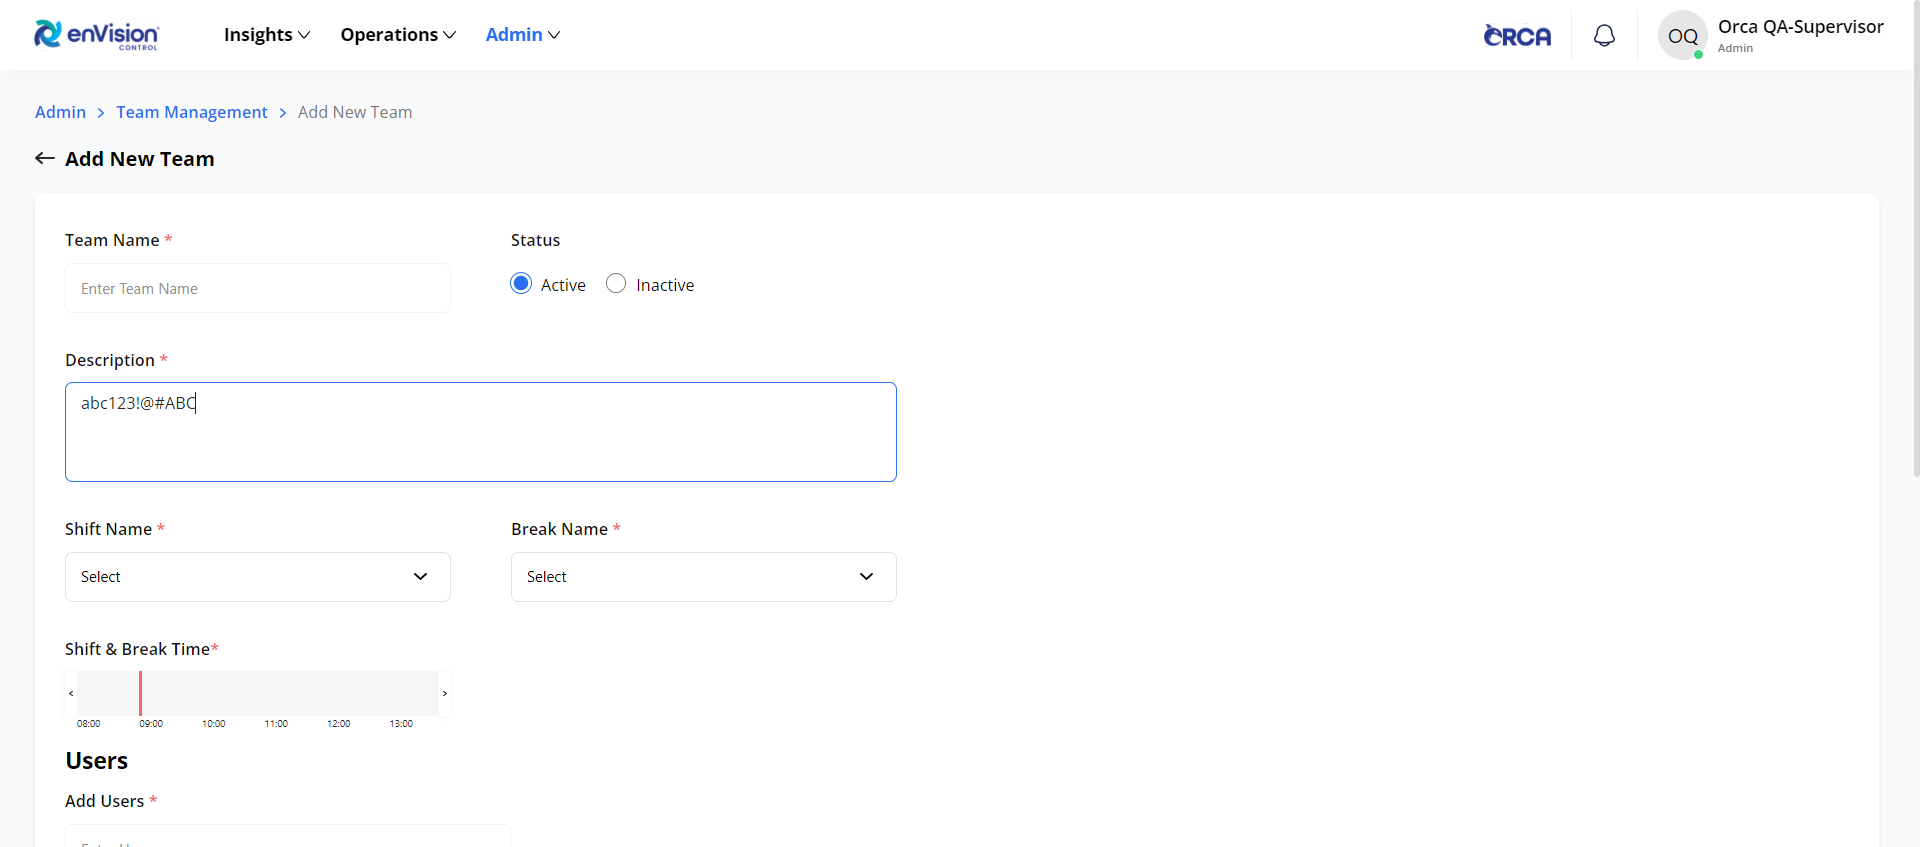 enVision CONTROL
Insights
Operations
Admin
ORCA
OQ
Orca QA-Supervisor
Admin
Admin > Team Management > Add New Team
← Add New Team
Team Name *
Status
Enter Team Name
Active
Inactive
Description *
abc123!@#ABC
Shift Name *
Break Name *
Select
Select
Shift & Break Time*
< >
08:00 09:00 10:00 11:00 12:00 13:00
Users
Add Users *